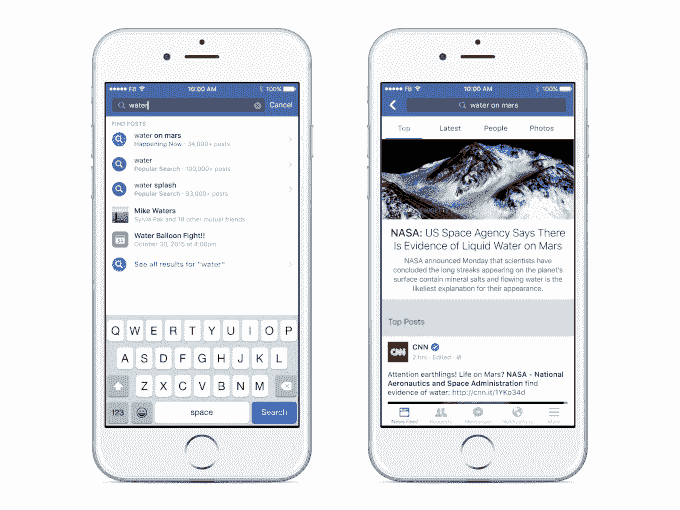 FB 10:00 AM 100%
water Cancel
FIND POSTS
water on mars
Happening Now · 34,000+ posts
water
Popular Search · 100,000+ posts
water splash
Popular Search · 93,000+ posts
Mike Waters
Sylvia Pak and 18 other mutual friends
31
Water Balloon Fight!!
October 30, 2015 at 4:00pm
See all results for "water"
Q W E R T Y U I O P
A S D F G H J K L
Z X C V B N M
123 space Search
FB 10:00 AM 100%
water on mars
Top Latest People Photos
NASA: US Space Agency Says There
Is Evidence of Liquid Water on Mars
NASA announced Monday that scientists have
concluded the long streaks appearing on the planet's
surface contain mineral salts and flowing water is the
likeliest explanation for their appearance.
Top Posts
CNN
CNN
2 hrs · Edited ·
Attention earthlings! Life on Mars? NASA - National
Aeronautics and Space Administration find
evidence of water: http://cnn.it/1YKo34d
News Feed Requests Messenger Notifications More